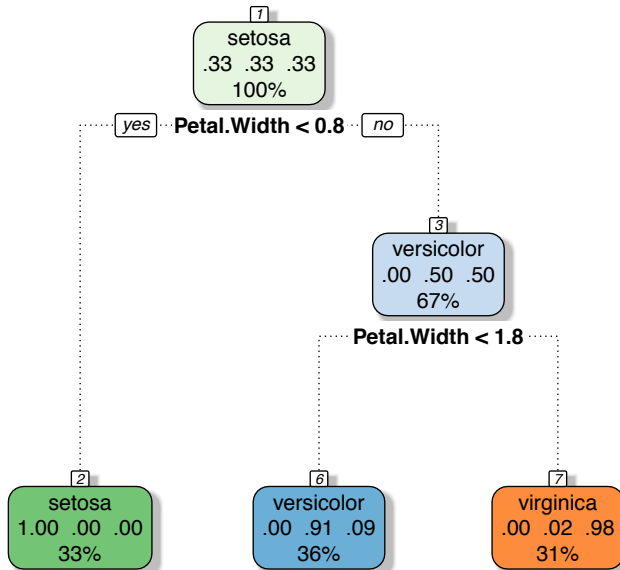 1
setosa
.33 .33 .33
100%
yes Petal.Width < 0.8 no
3
versicolor
.00 .50 .50
67%
Petal.Width < 1.8
2
setosa
1.00 .00 .00
33%
6
versicolor
.00 .91 .09
36%
7
virginica
.00 .02 .98
31%